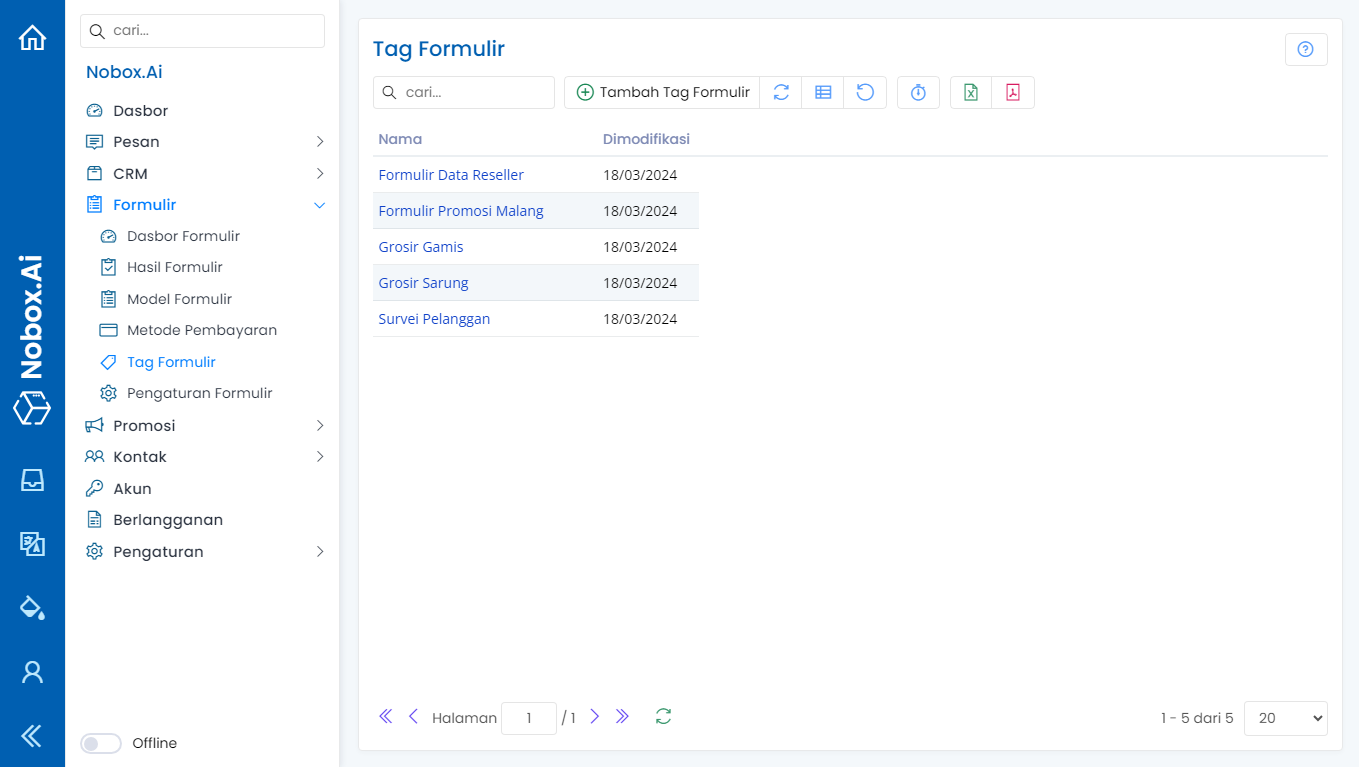 Nobox.Ai
cari...
Nobox.Ai
Dasbor
Pesan
CRM
Formulir
Dasbor Formulir
Hasil Formulir
Model Formulir
Metode Pembayaran
Tag Formulir
Pengaturan Formulir
Promosi
Kontak
Akun
Berlangganan
Pengaturan
Offline
Tag Formulir
cari...
Tambah Tag Formulir
Nama Dimodifikasi
Formulir Data Reseller 18/03/2024
Formulir Promosi Malang 18/03/2024
Grosir Gamis 18/03/2024
Grosir Sarung 18/03/2024
Survei Pelanggan 18/03/2024
Halaman 1 / 1
1 - 5 dari 5 20